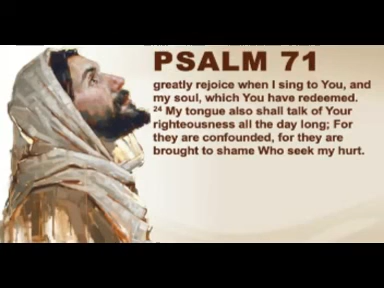 PSALM 71
greatly rejoice when I sing to You, and
my soul, which You have redeemed.
24 My tongue also shall talk of Your
righteousness all the day long; For
they are confounded, for they are
brought to shame Who seek my hurt.